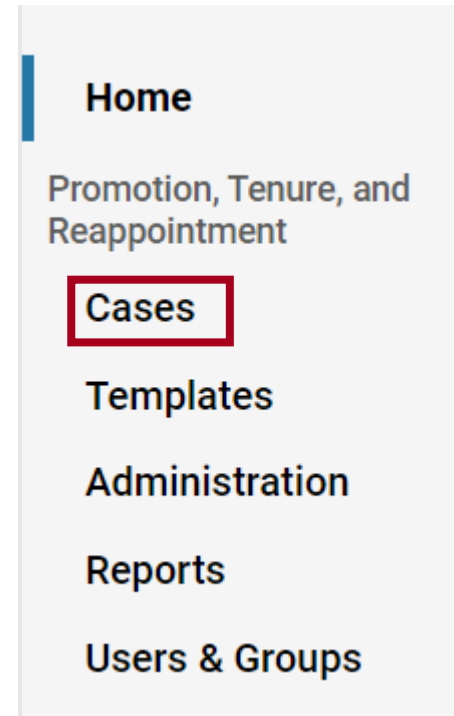 Home
Promotion, Tenure, and
Reappointment
Cases
Templates
Administration
Reports
Users & Groups